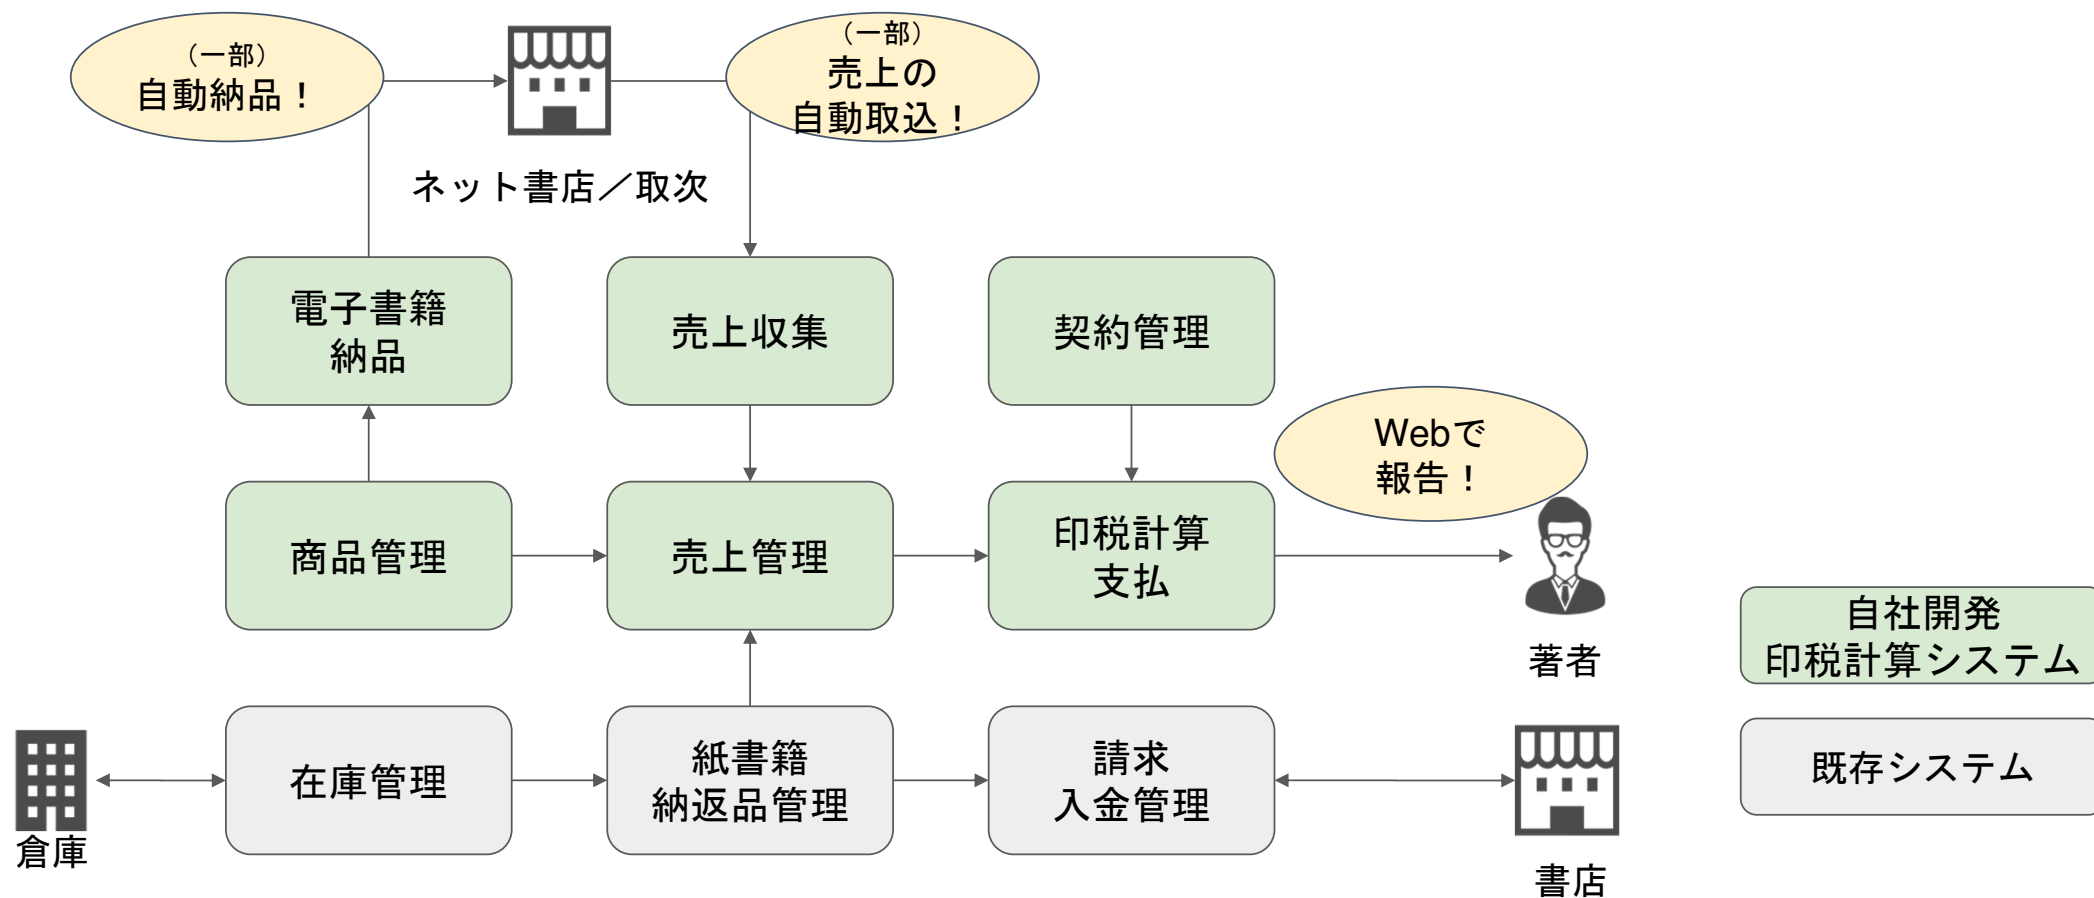 （一部）
自動納品！
（一部）
売上の
自動取込！
ネット書店／取次
電子書籍
納品
売上収集
契約管理
Webで
報告！
商品管理
売上管理
印税計算
支払
著者
自社開発
印税計算システム
倉庫
在庫管理
紙書籍
納返品管理
請求
入金管理
書店
既存システム